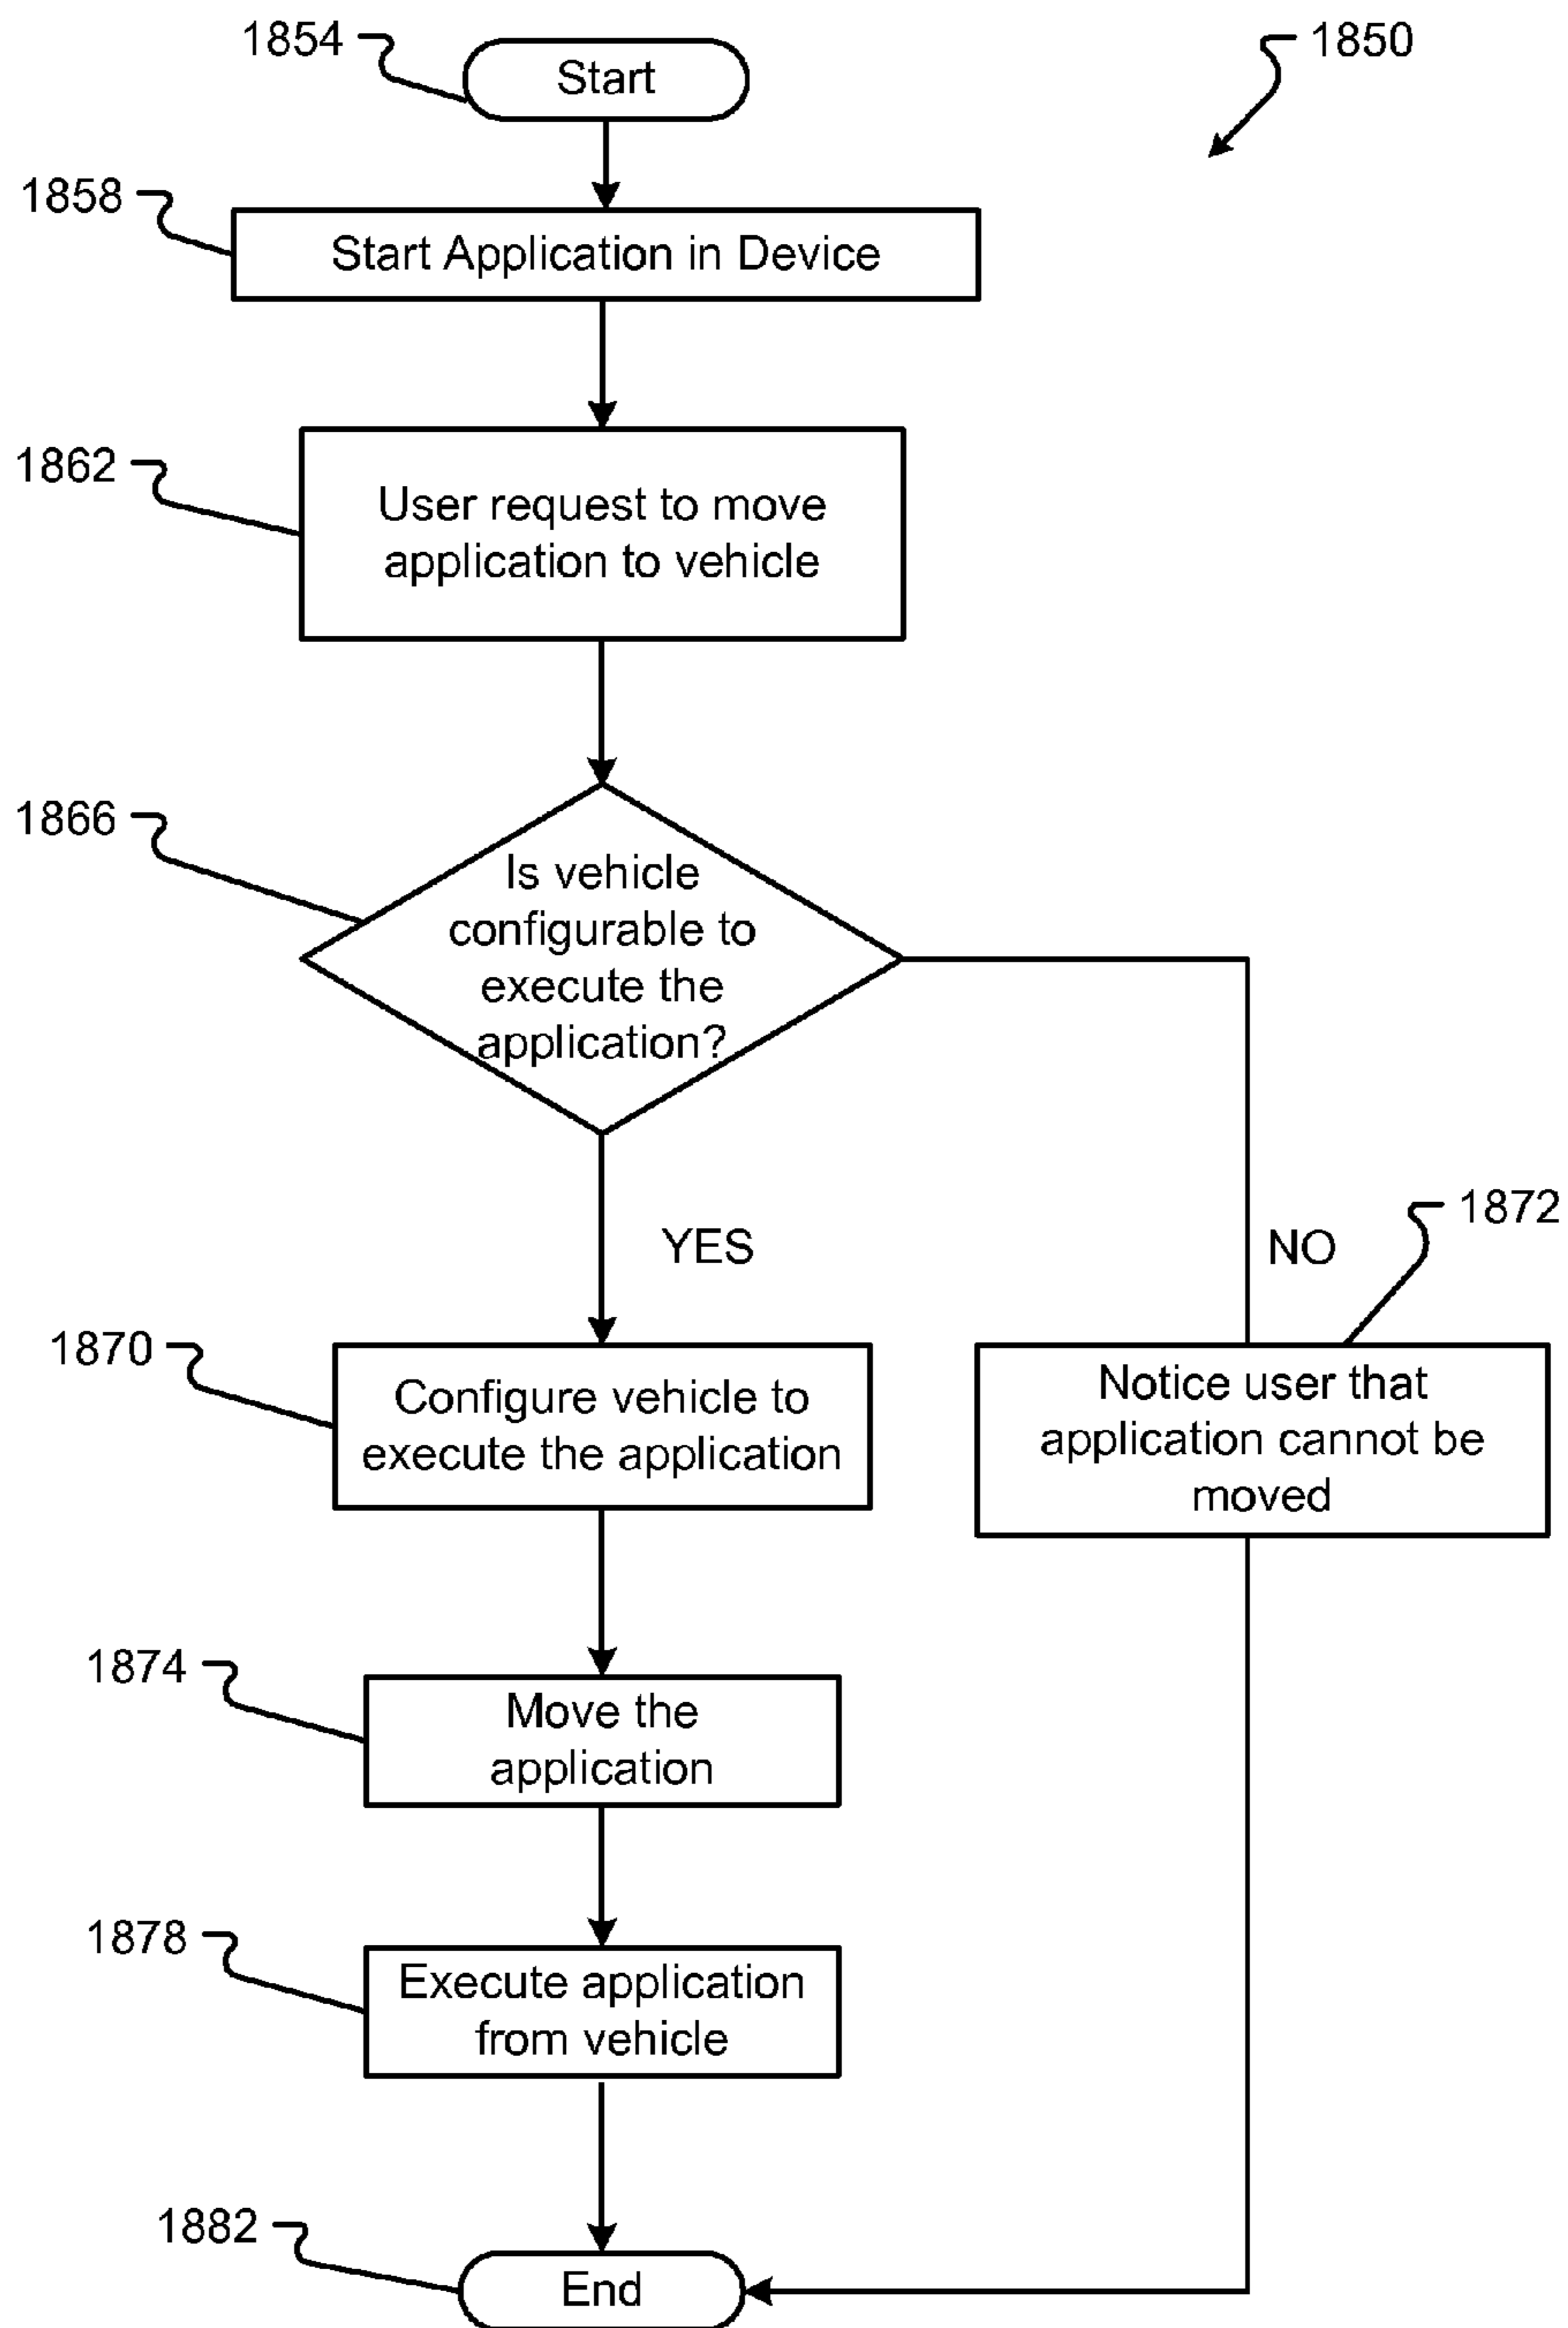 1854
Start
1850
1858
Start Application in Device
1862
User request to move
application to vehicle
1866
Is vehicle
configurable to
execute the
application?
YES
NO
1872
1870
Configure vehicle to
execute the application
Notice user that
application cannot be
moved
1874
Move the
application
1878
Execute application
from vehicle
1882
End